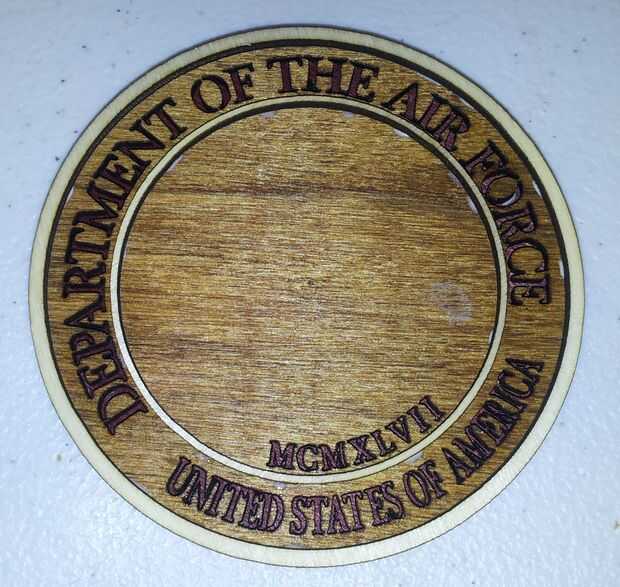 DEPARTMENT OF THE AIR FORCE
MCMXLVII
UNITED STATES OF AMERICA